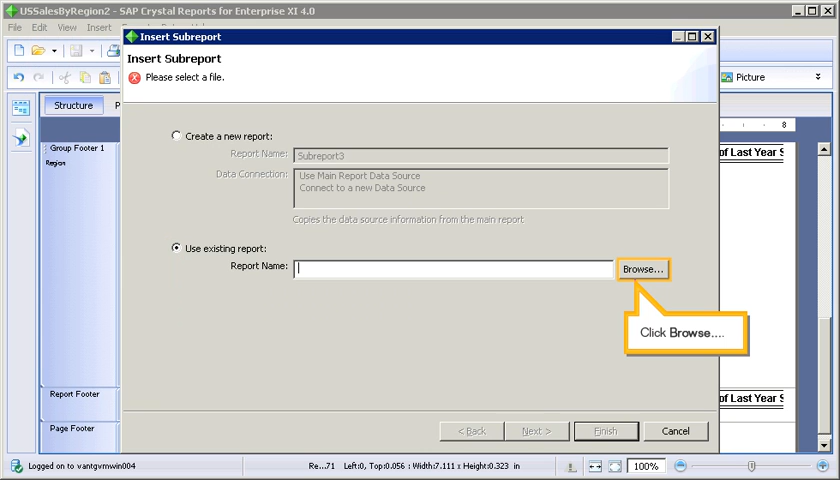 USSalesByRegion2 - SAP Crystal Reports for Enterprise XI 4.0
File Edit View Insert
Insert Subreport
Insert Subreport
Please select a file.
Picture
Structure P
8
Group Footer 1
Region
of Last Year S
Create a new report:
Report Name: Subreport3
Data Connection: Use Main Report Data Source
Connect to a new Data Source
Copies the data source information from the main report
Use existing report:
Report Name: Browse...
Click Browse....
Report Footer
of Last Year S
Page Footer
< Back Next > Finish Cancel
Logged on to vantgvmwin004 Re...71 Left:0, Top:0.056 : Width:7.111 x Height:0.323 in 100%